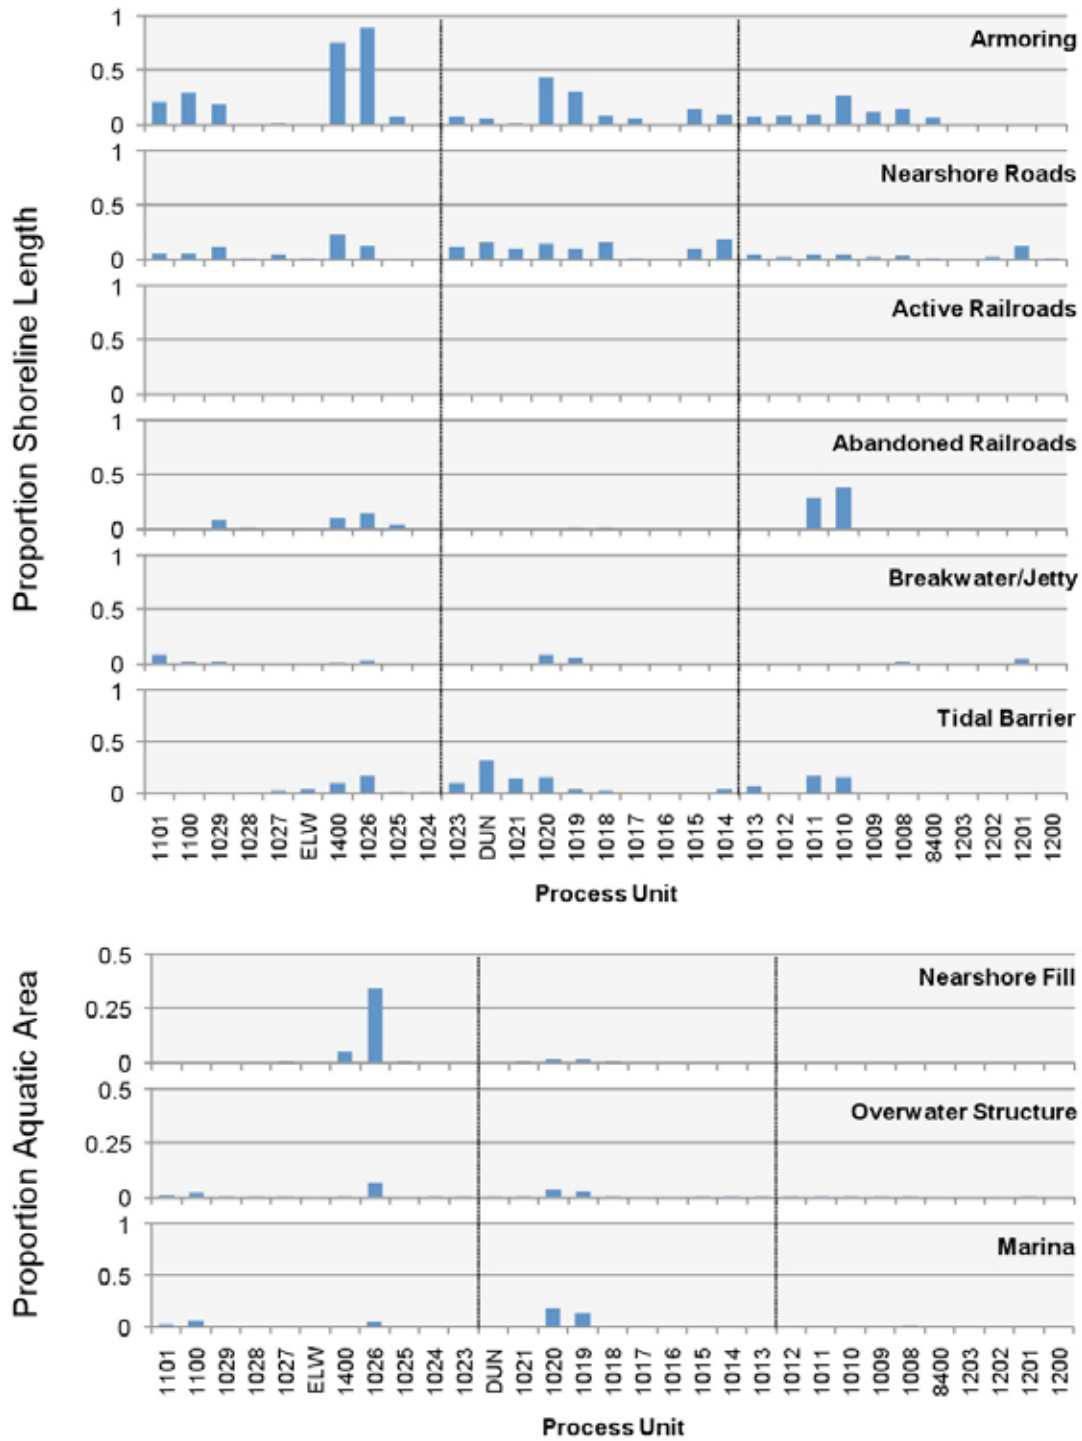 Proportion Shoreline Length
1
0.5
0
Armoring
1
0.5
0
Nearshore Roads
1
0.5
0
Active Railroads
1
0.5
0
Abandoned Railroads
1
0.5
0
Breakwater/Jetty
1
0.5
0
Tidal Barrier
1101 1100 1029 1028 1027 ELW 1400 1026 1025 1024 1023 DUN 1021 1020 1019 1018 1017 1016 1015 1014 1013 1012 1011 1010 1009 1008 8400 1203 1202 1201 1200
Process Unit
Proportion Aquatic Area
0.5
0.25
0
Nearshore Fill
0.5
0.25
0
Overwater Structure
1
0.5
0
Marina
1101 1100 1029 1028 1027 ELW 1400 1026 1025 1024 1023 DUN 1021 1020 1019 1018 1017 1016 1015 1014 1013 1012 1011 1010 1009 1008 8400 1203 1202 1201 1200
Process Unit